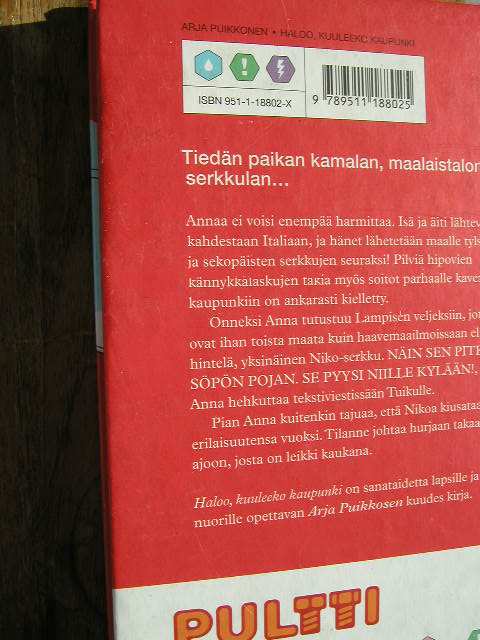 ARJA PUIKKONEN • HALOO, KUULEEKO KAUPUNKI
ISBN 951-1-18802-X
9 789511 188025
Tiedän paikan kamalan, maalaistalon
serkkulan...
Annaa ei voisi enempää harmittaa. Isä ja äiti lähtev
kahdestaan Italiaan, ja hänet lähetetään maalle tyls
ja sekopäisten serkkujen seuraksi! Pilviä hipovien
kännykkälaskujen takia myös soitot parhaalle kave
kaupunkiin on ankarasti kielletty.
Onneksi Anna tutustuu Lampisen veljeksiin, jo
ovat ihan toista maata kuin haavemaailmoissaan el
hintelä, yksinäinen Niko-serkku. NÄIN SEN PITE
SÖPÖN POJAN. SE PYYSI NIILLE KYLÄÄN!,
Anna hehkuttaa tekstiviestissään Tuikulle.
Pian Anna kuitenkin tajuaa, että Nikoa kiusataa
erilaisuutensa vuoksi. Tilanne johtaa hurjaan takaa
ajoon, josta on leikki kaukana.
Haloo, kuuleeko kaupunki on sanataidetta lapsille ja
nuorille opettavan Arja Puikkosen kuudes kirja.
PULTTI